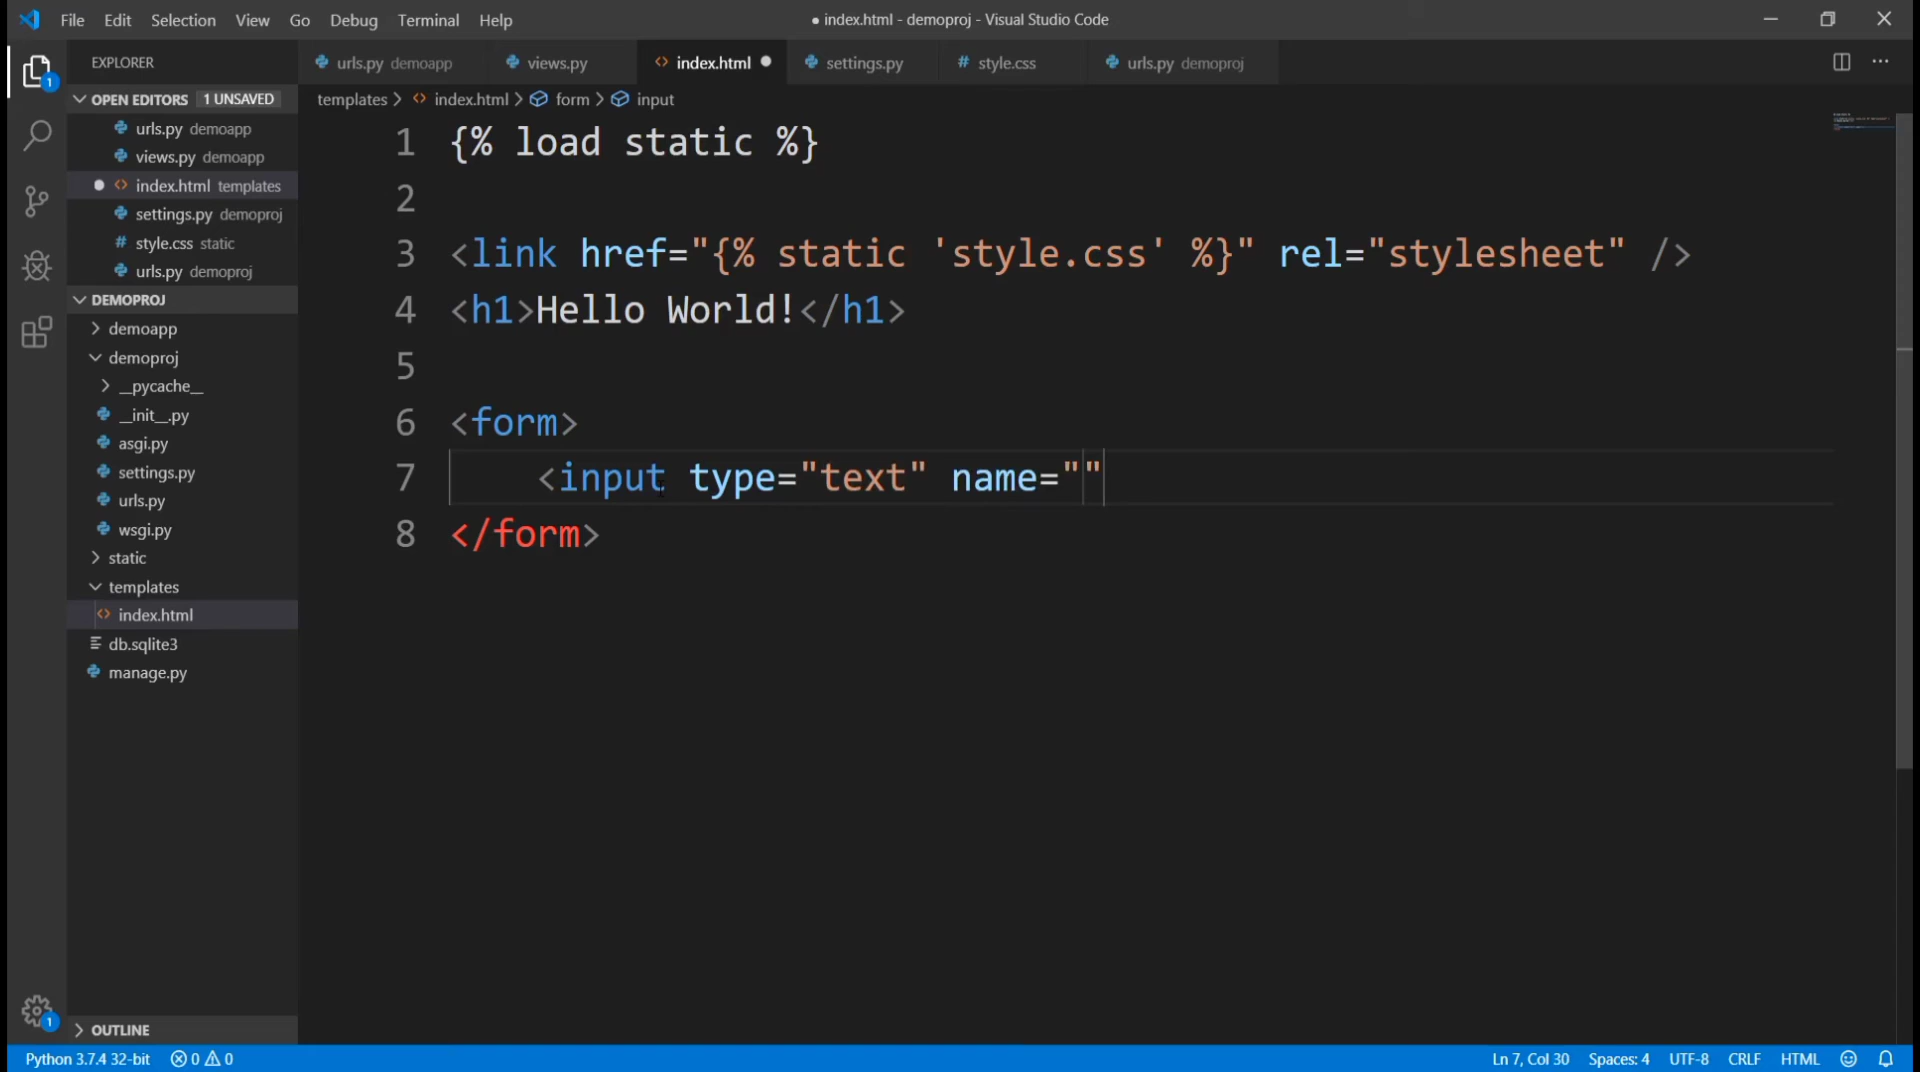 File Edit Selection View Go Debug Terminal Help
● index.html - demoproj - Visual Studio Code
EXPLORER
urls.py demoapp
views.py
index.html
settings.py
# style.css
urls.py demoproj
OPEN EDITORS 1 UNSAVED
urls.py demoapp
views.py demoapp
index.html templates
settings.py demoproj
# style.css static
urls.py demoproj
DEMOPROJ
demoapp
demoproj
__pycache__
__init__.py
asgi.py
settings.py
urls.py
wsgi.py
static
templates
index.html
db.sqlite3
manage.py
OUTLINE
templates > index.html > form > input
1 {% load static %}
2
3 <link href="{% static 'style.css' %}" rel="stylesheet" />
4 <h1>Hello World!</h1>
5
6 <form>
7 <input type="text" name=""
8 </form>
1
1
Python 3.7.4 32-bit 0 0
Ln 7, Col 30 Spaces: 4 UTF-8 CRLF HTML